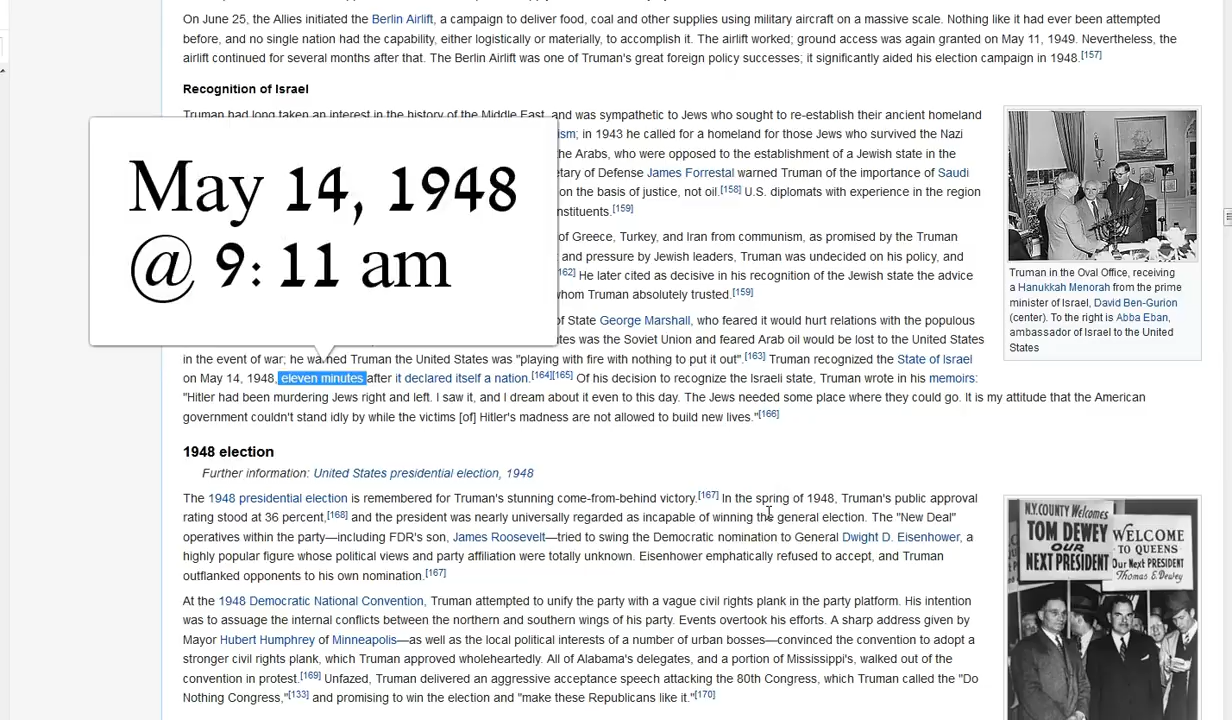 On June 25, the Allies initiated the Berlin Airlift, a campaign to deliver food, coal and other supplies using military aircraft on a massive scale. Nothing like it had ever been attempted
before, and no single nation had the capability, either logistically or materially, to accomplish it. The airlift worked; ground access was again granted on May 11, 1949. Nevertheless, the
airlift continued for several months after that. The Berlin Airlift was one of Truman's great foreign policy successes; it significantly aided his election campaign in 1948.[157]
Recognition of Israel
Truman had long taken an interest in the history of the Middle East, and was sympathetic to Jews who sought to re-establish their ancient homeland
ism; in 1943 he called for a homeland for those Jews who survived the Nazi
he Arabs, who were opposed to the establishment of a Jewish state in the
etary of Defense James Forrestal warned Truman of the importance of Saudi
on the basis of justice, not oil.[158] U.S. diplomats with experience in the region
nstituents.[159]
of Greece, Turkey, and Iran from communism, as promised by the Truman
and pressure by Jewish leaders, Truman was undecided on his policy, and
162] He later cited as decisive in his recognition of the Jewish state the advice
hom Truman absolutely trusted.[159]
of State George Marshall, who feared it would hurt relations with the populous
tes was the Soviet Union and feared Arab oil would be lost to the United States
in the event of war; he warned Truman the United States was "playing with fire with nothing to put it out".[163] Truman recognized the State of Israel
on May 14, 1948, eleven minutes after it declared itself a nation.[164][165] Of his decision to recognize the Israeli state, Truman wrote in his memoirs:
"Hitler had been murdering Jews right and left. I saw it, and I dream about it even to this day. The Jews needed some place where they could go. It is my attitude that the American
government couldn't stand idly by while the victims [of] Hitler's madness are not allowed to build new lives."[166]
May 14, 1948
@ 9:11 am
Truman in the Oval Office, receiving
a Hanukkah Menorah from the prime
minister of Israel, David Ben-Gurion
(center). To the right is Abba Eban,
ambassador of Israel to the United
States
1948 election
Further information: United States presidential election, 1948
The 1948 presidential election is remembered for Truman's stunning come-from-behind victory.[167] In the spring of 1948, Truman's public approval
rating stood at 36 percent,[168] and the president was nearly universally regarded as incapable of winning the general election. The "New Deal"
operatives within the party—including FDR's son, James Roosevelt—tried to swing the Democratic nomination to General Dwight D. Eisenhower, a
highly popular figure whose political views and party affiliation were totally unknown. Eisenhower emphatically refused to accept, and Truman
outflanked opponents to his own nomination.[167]
At the 1948 Democratic National Convention, Truman attempted to unify the party with a vague civil rights plank in the party platform. His intention
was to assuage the internal conflicts between the northern and southern wings of his party. Events overtook his efforts. A sharp address given by
Mayor Hubert Humphrey of Minneapolis—as well as the local political interests of a number of urban bosses—convinced the convention to adopt a
stronger civil rights plank, which Truman approved wholeheartedly. All of Alabama's delegates, and a portion of Mississippi's, walked out of the
convention in protest.[169] Unfazed, Truman delivered an aggressive acceptance speech attacking the 80th Congress, which Truman called the "Do
Nothing Congress,"[133] and promising to win the election and "make these Republicans like it."[170]
N.Y. COUNTY Welcomes
TOM DEWEY
OUR
NEXT PRESIDENT
WELCOME
TO QUEENS
Our Next PRESIDENT
Thomas E. Dewey